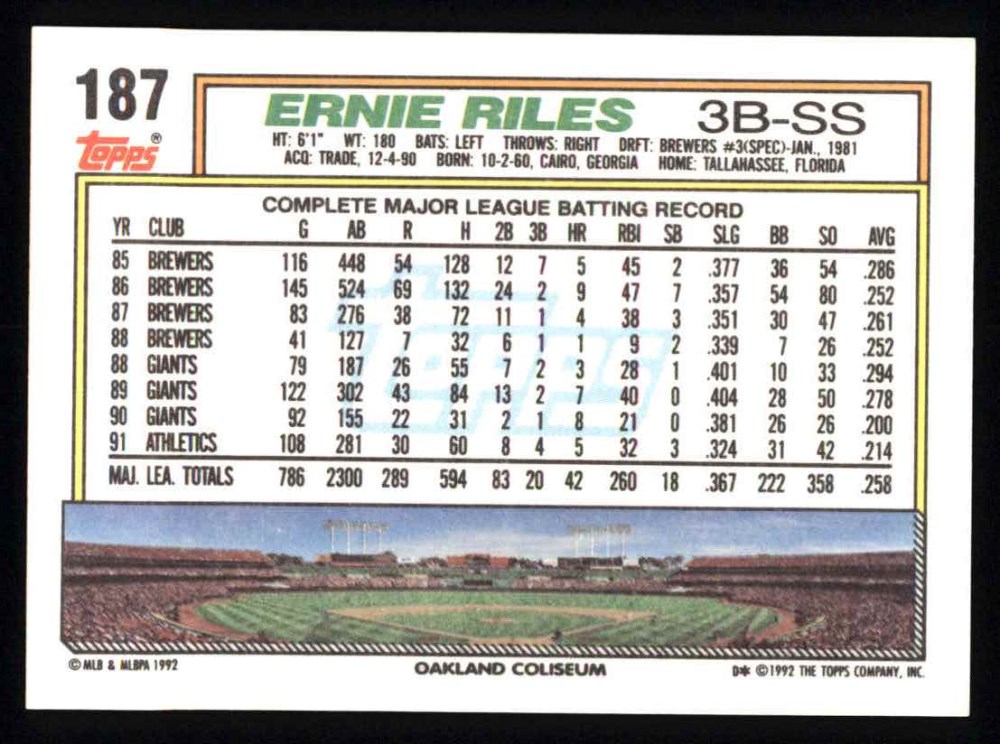 187
Topps®
ERNIE RILES 3B-SS
HT: 6'1" WT: 180 BATS: LEFT THROWS: RIGHT DRFT: BREWERS #3(SPEC)-JAN., 1981
ACQ: TRADE, 12-4-90 BORN: 10-2-60, CAIRO, GEORGIA HOME: TALLAHASSEE, FLORIDA
COMPLETE MAJOR LEAGUE BATTING RECORD
YR CLUB G AB R H 2B 3B HR RBI SB SLG BB SO AVG
85 BREWERS 116 448 54 128 12 7 5 45 2 .377 36 54 .286
86 BREWERS 145 524 69 132 24 2 9 47 7 .357 54 80 .252
87 BREWERS 83 276 38 72 11 1 4 38 3 .351 30 47 .261
88 BREWERS 41 127 7 32 6 1 1 9 2 .339 7 26 .252
88 GIANTS 79 187 26 55 7 2 3 28 1 .401 10 33 .294
89 GIANTS 122 302 43 84 13 2 7 40 0 .404 28 50 .278
90 GIANTS 92 155 22 31 2 1 8 21 0 .381 26 26 .200
91 ATHLETICS 108 281 30 60 8 4 5 32 3 .324 31 42 .214
MAJ. LEA. TOTALS 786 2300 289 594 83 20 42 260 18 .367 222 358 .258
Topps
© MLB & MLBPA 1992 OAKLAND COLISEUM D* ©1992 THE TOPPS COMPANY, INC.